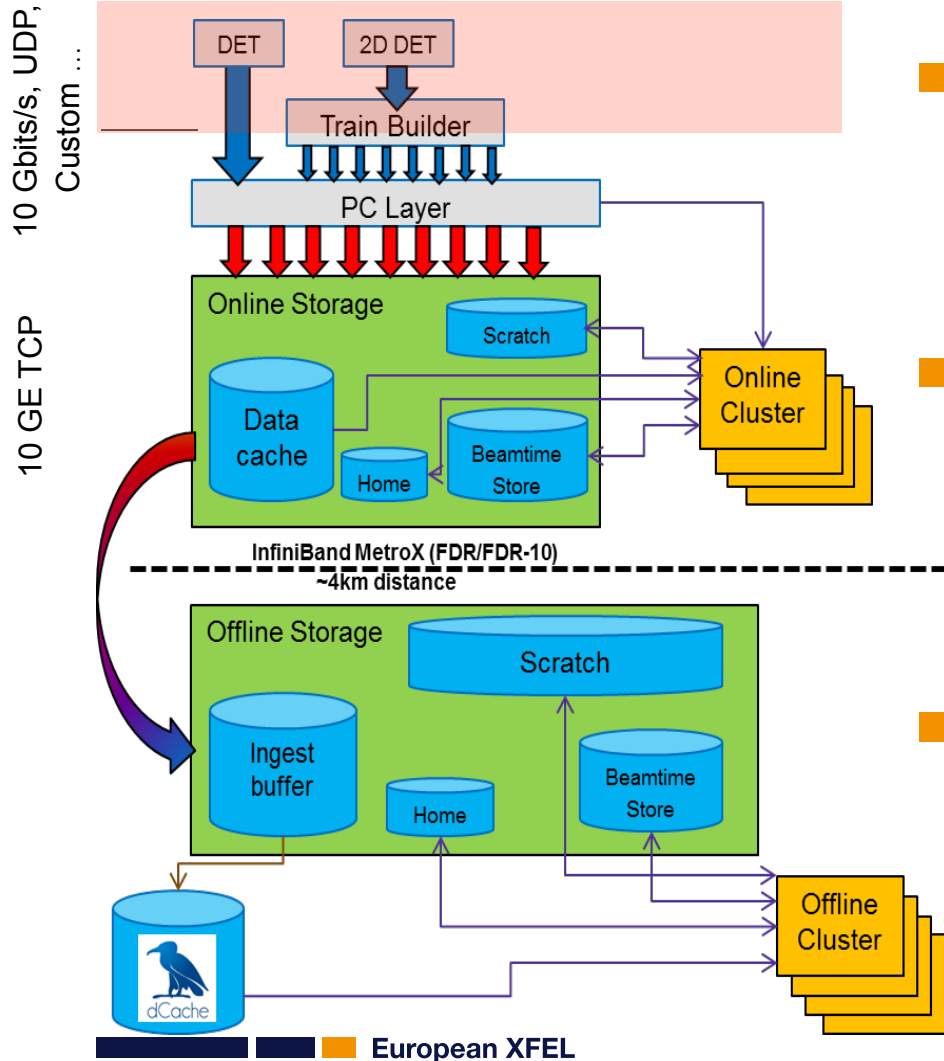 10 Gbits/s, UDP,
Custom ...
DET
2D DET
Train Builder
PC Layer
10 GE TCP
Online Storage
Scratch
Data
cache
Home
Beamtime
Store
Online
Cluster
InfiniBand MetroX (FDR/FDR-10)
~4km distance
Offline Storage
Scratch
Ingest
buffer
Home
Beamtime
Store
Offline
Cluster
dCache
European XFEL